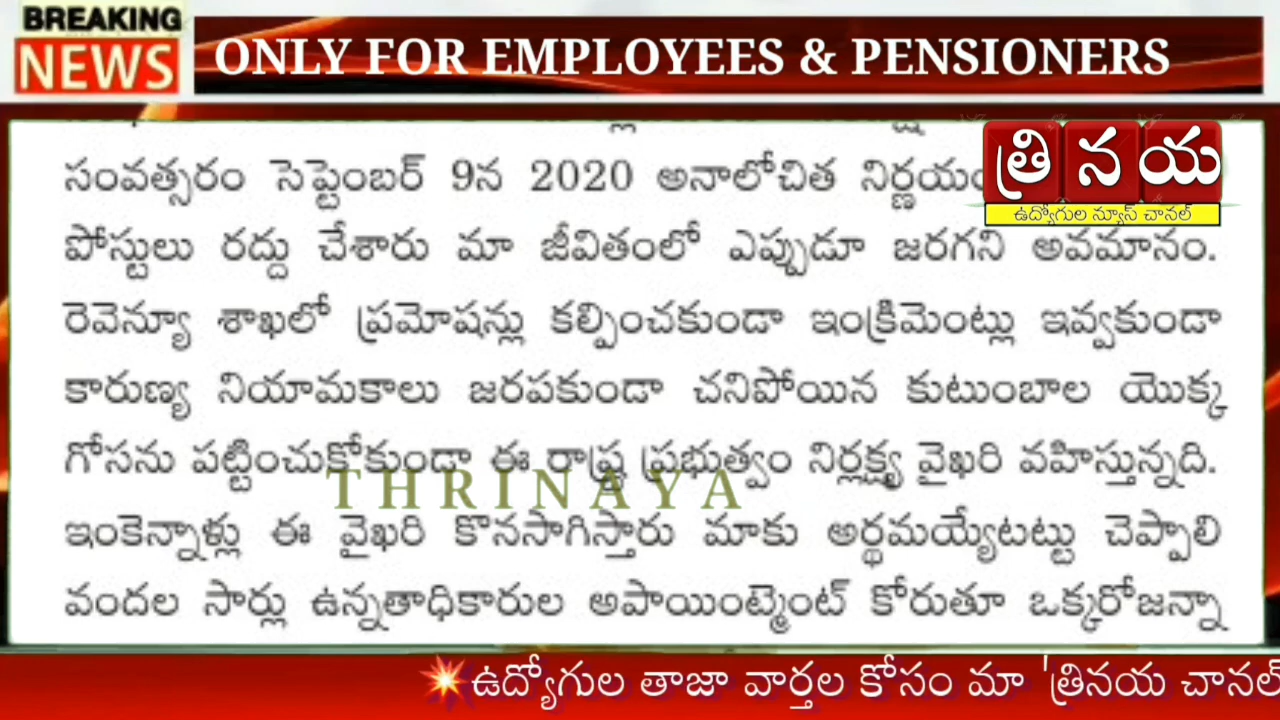 BREAKING
NEWS
ONLY FOR EMPLOYEES & PENSIONERS
త్రినయ
ఉద్యోగుల న్యూస్ చానల్
సంవత్సరం సెప్టెంబర్ 9న 2020 అనాలోచిత నిర్ణయం
పోస్టులు రద్దు చేశారు మా జీవితంలో ఎప్పుడూ జరగని అవమానం.
రెవెన్యూ శాఖలో ప్రమోషన్లు కల్పించకుండా ఇంక్రిమెంట్లు ఇవ్వకుండా
కారుణ్య నియామకాలు జరపకుండా చనిపోయిన కుటుంబాల యొక్క
గోసను పట్టించుకోకుండా ఈ రాష్ట్ర ప్రభుత్వం నిర్లక్ష్య వైఖరి వహిస్తున్నది.
THRINAYA
ఇంకెన్నాళ్లు ఈ వైఖరి కొనసాగిస్తారు మాకు అర్థమయ్యేటట్టు చెప్పాలి
వందల సార్లు ఉన్నతాధికారుల అపాయింట్మెంట్ కోరుతూ ఒక్కరోజన్నా
ఉద్యోగుల తాజా వార్తల కోసం మా 'త్రినయ చానల్